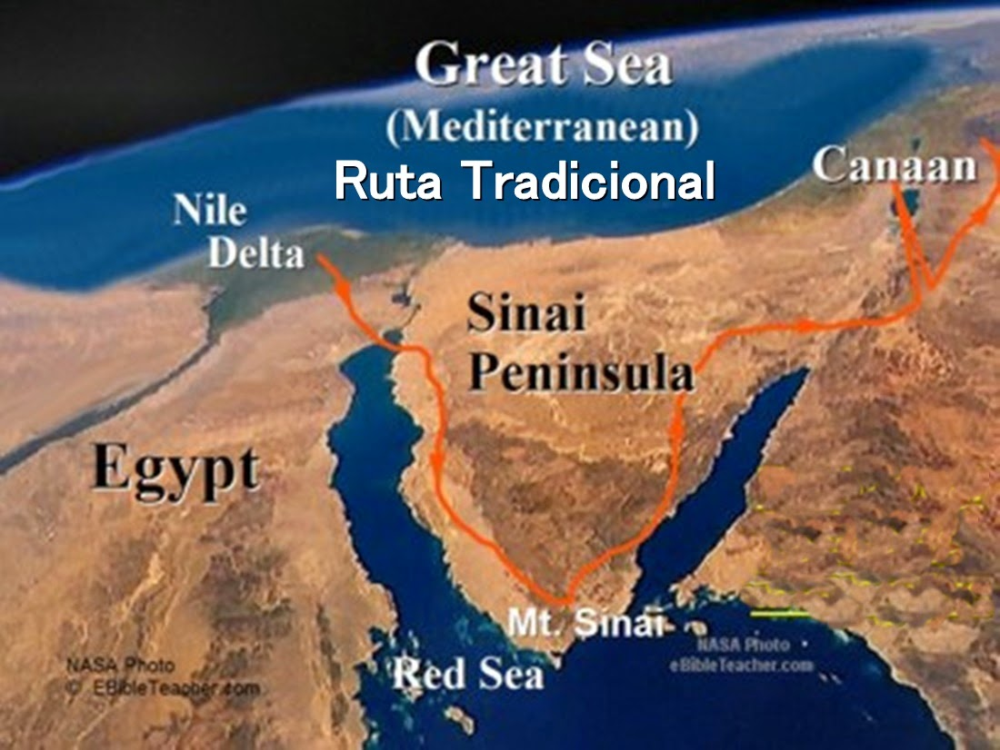 Great Sea
(Mediterranean)
Ruta Tradicional
Canaan
Nile
Delta
Sinai
Peninsula
Egypt
Mt. Sinai
NASA Photo
eBibleTeacher.com
Red Sea
NASA Photo
© EBibleTeacher.com